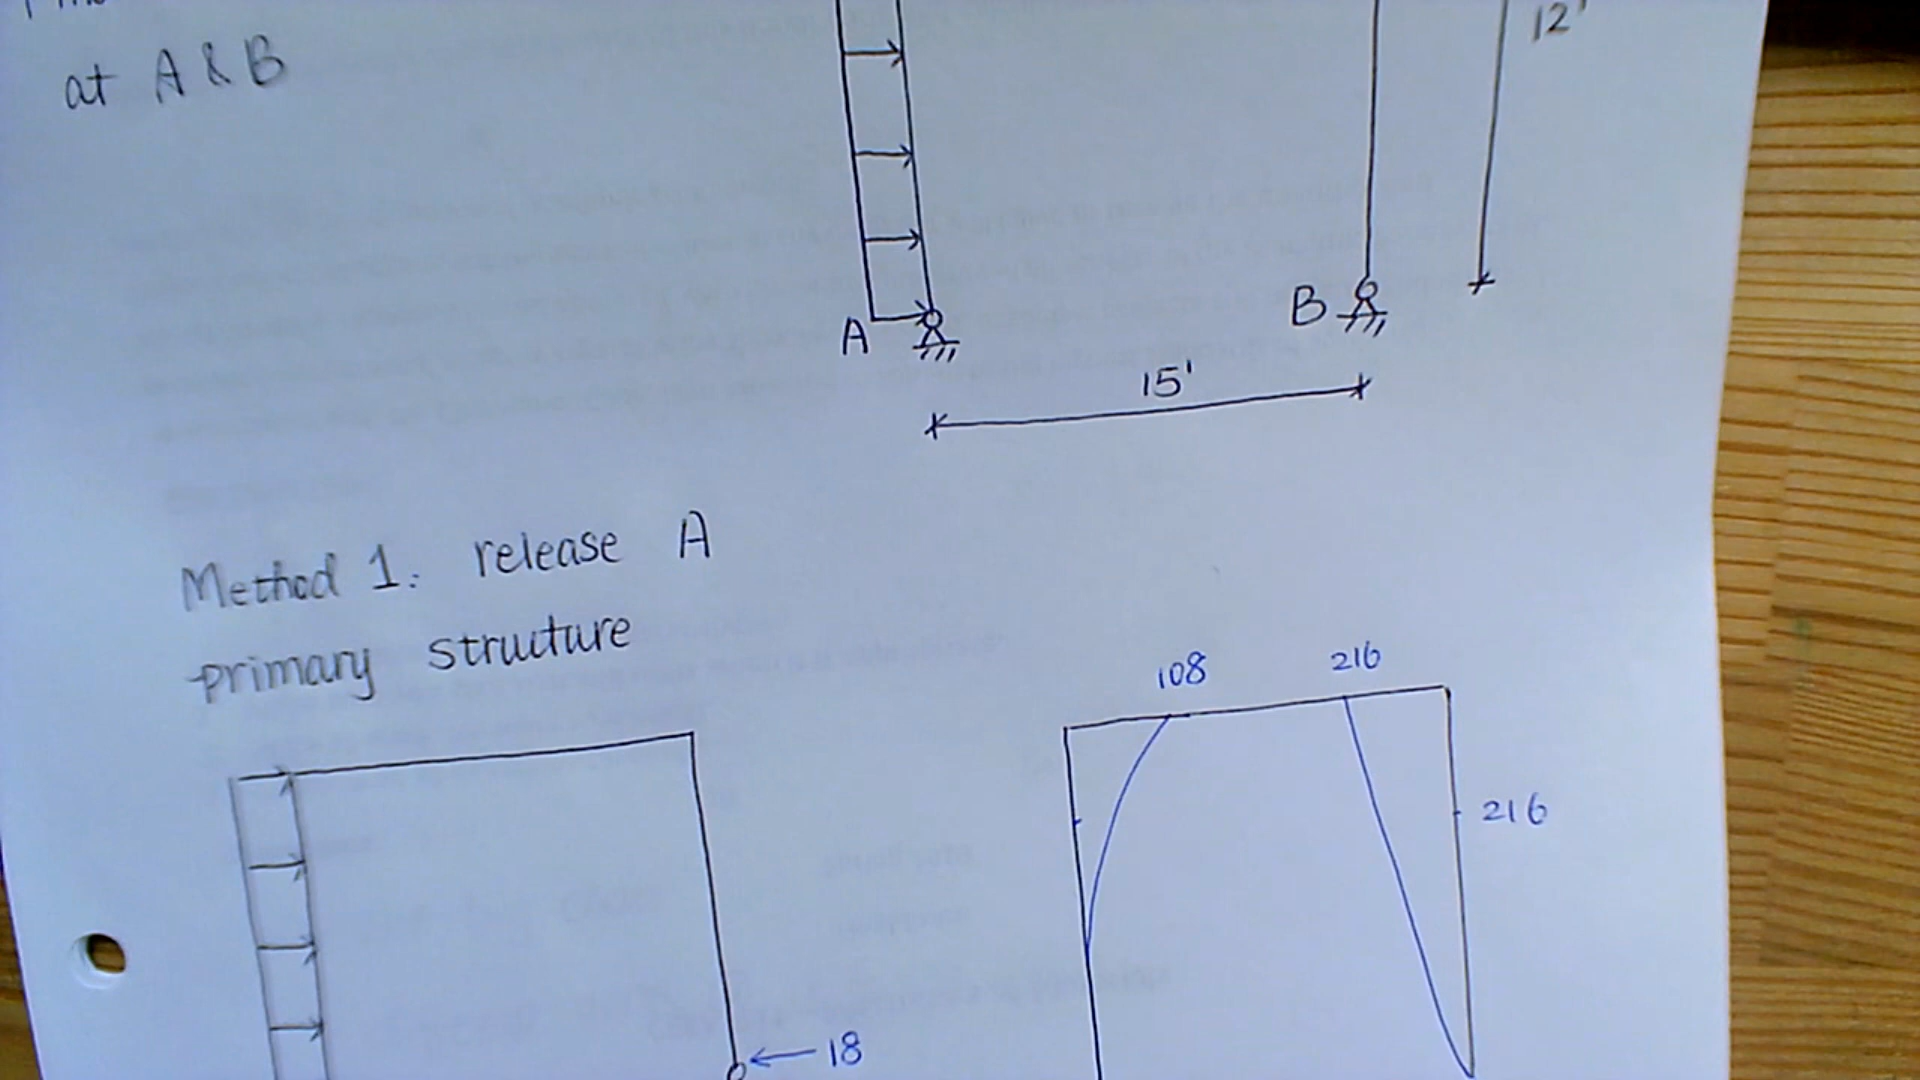 12'
at A & B
A
B
15'
Method 1: release A
primary structure
108
216
216
18